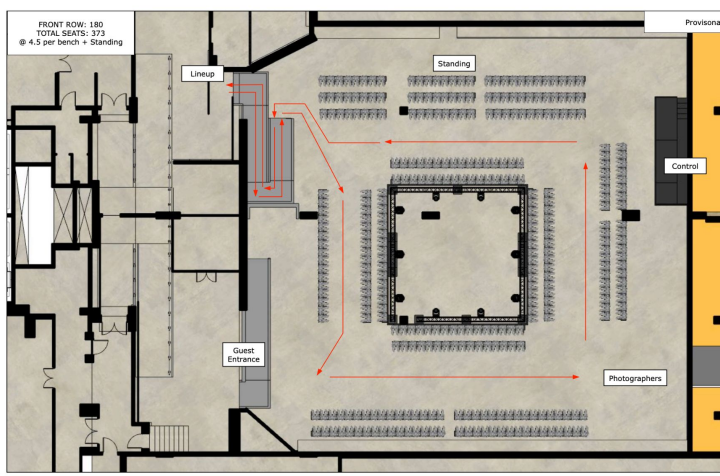 FRONT ROW: 180
TOTAL SEATS: 373
@ 4.5 per bench + Standing
Provisona
Lineup
Standing
Control
Guest
Entrance
Photographers